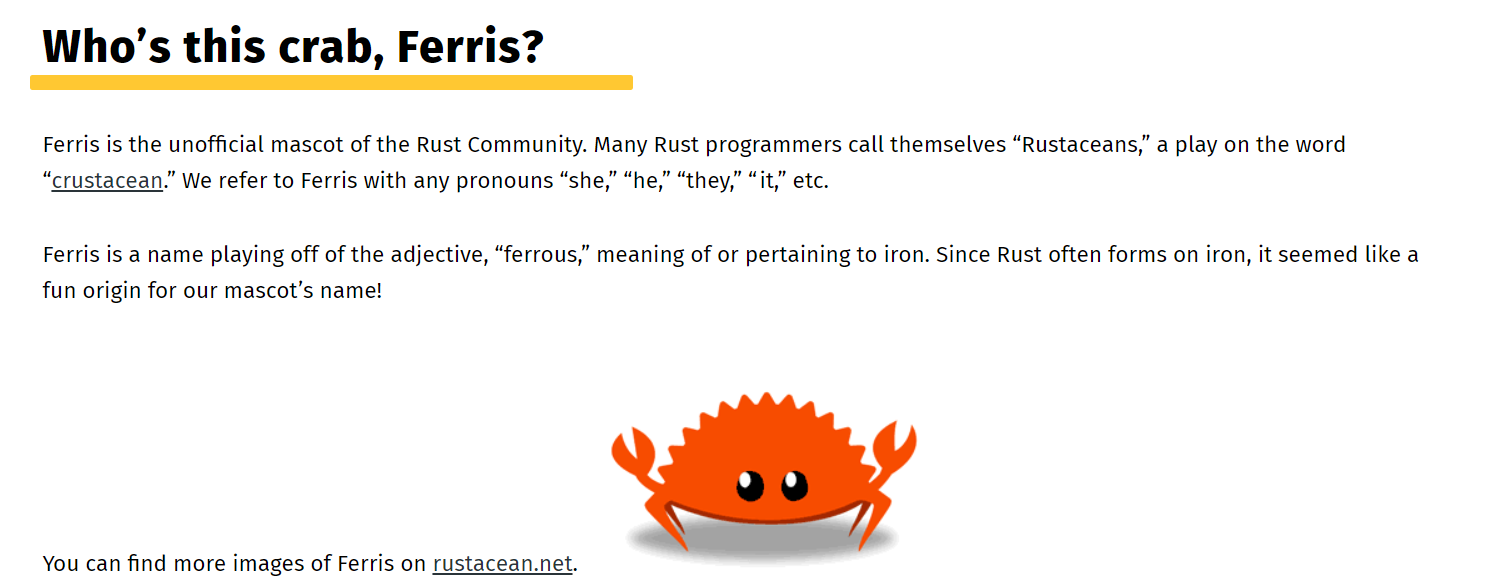 Who’s this crab, Ferris?
Ferris is the unofficial mascot of the Rust Community. Many Rust programmers call themselves “Rustaceans,” a play on the word
“crustacean.” We refer to Ferris with any pronouns “she,” “he,” “they,” “it,” etc.
Ferris is a name playing off of the adjective, “ferrous,” meaning of or pertaining to iron. Since Rust often forms on iron, it seemed like a
fun origin for our mascot’s name!
You can find more images of Ferris on rustacean.net.